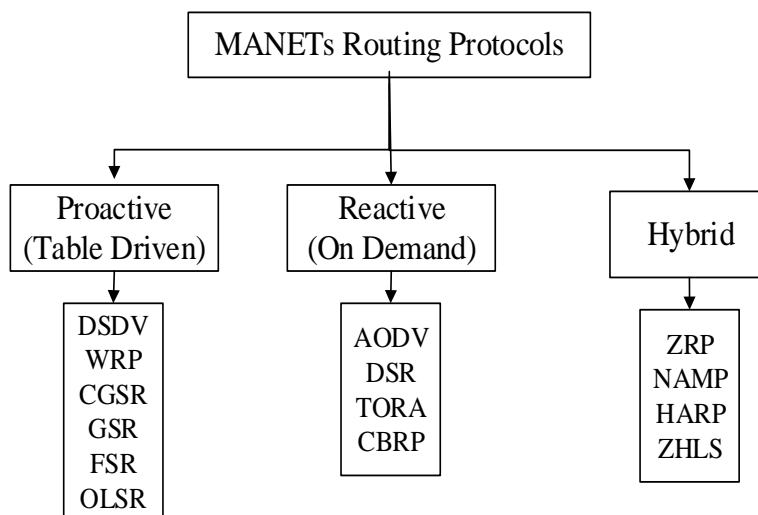 MANETs Routing Protocols
Proactive
(Table Driven)
Reactive
(On Demand)
Hybrid
DSDV
WRP
CGSR
GSR
FSR
OLSR
AODV
DSR
TORA
CBRP
ZRP
NAMP
HARP
ZHLS